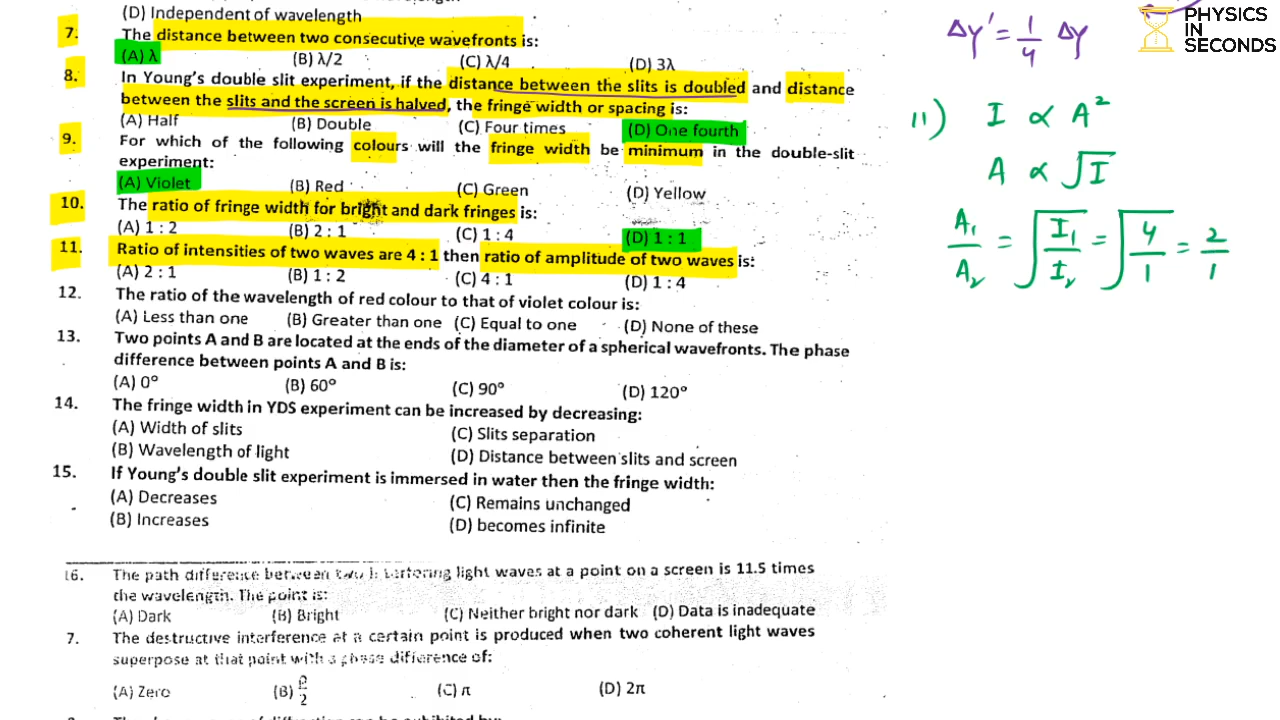 (D) Independent of wavelength
7. The distance between two consecutive wavefronts is:
(A) λ (B) λ/2 (C) λ/4 (D) 3λ
8. In Young's double slit experiment, if the distance between the slits is doubled and distance
between the slits and the screen is halved, the fringe width or spacing is:
(A) Half (B) Double (C) Four times (D) One fourth
9. For which of the following colours will the fringe width be minimum in the double-slit
experiment:
(A) Violet (B) Red (C) Green (D) Yellow
10. The ratio of fringe width for bright and dark fringes is:
(A) 1 : 2 (B) 2 : 1 (C) 1 : 4 (D) 1 : 1
11. Ratio of intensities of two waves are 4 : 1 then ratio of amplitude of two waves is:
(A) 2 : 1 (B) 1 : 2 (C) 4 : 1 (D) 1 : 4
12. The ratio of the wavelength of red colour to that of violet colour is:
(A) Less than one (B) Greater than one (C) Equal to one (D) None of these
13. Two points A and B are located at the ends of the diameter of a spherical wavefronts. The phase
difference between points A and B is:
(A) 0° (B) 60° (C) 90° (D) 120°
14. The fringe width in YDS experiment can be increased by decreasing:
(A) Width of slits (C) Slits separation
(B) Wavelength of light (D) Distance between slits and screen
15. If Young's double slit experiment is immersed in water then the fringe width:
(A) Decreases (C) Remains unchanged
(B) Increases (D) becomes infinite
16. The path difference between two light waves at a point on a screen is 11.5 times
the wavelength. The point is:
(A) Dark (B) Bright (C) Neither bright nor dark (D) Data is inadequate
7. The destructive interference at a certain point is produced when two coherent light waves
superpose at that point with a phase difference of:
(A) Zero (B) (C) π (D) 2π
Δy' = 1/4 Δy
11) I ∝ A²
A ∝ √I
A₁/A₂ = √I₁/I₂ = √4/1 = 2/1
PHYSICS
IN
SECONDS